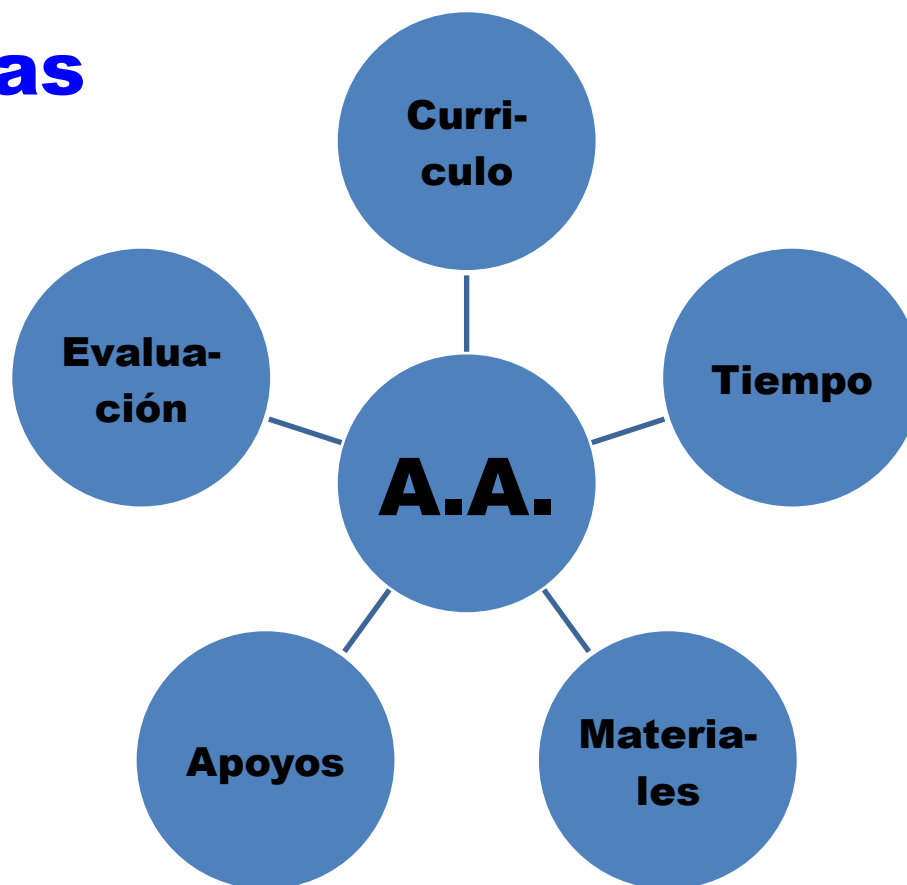 as
Curri-
culo
Evalua-
ción
Tiempo
A.A.
Apoyos
Materia-
les